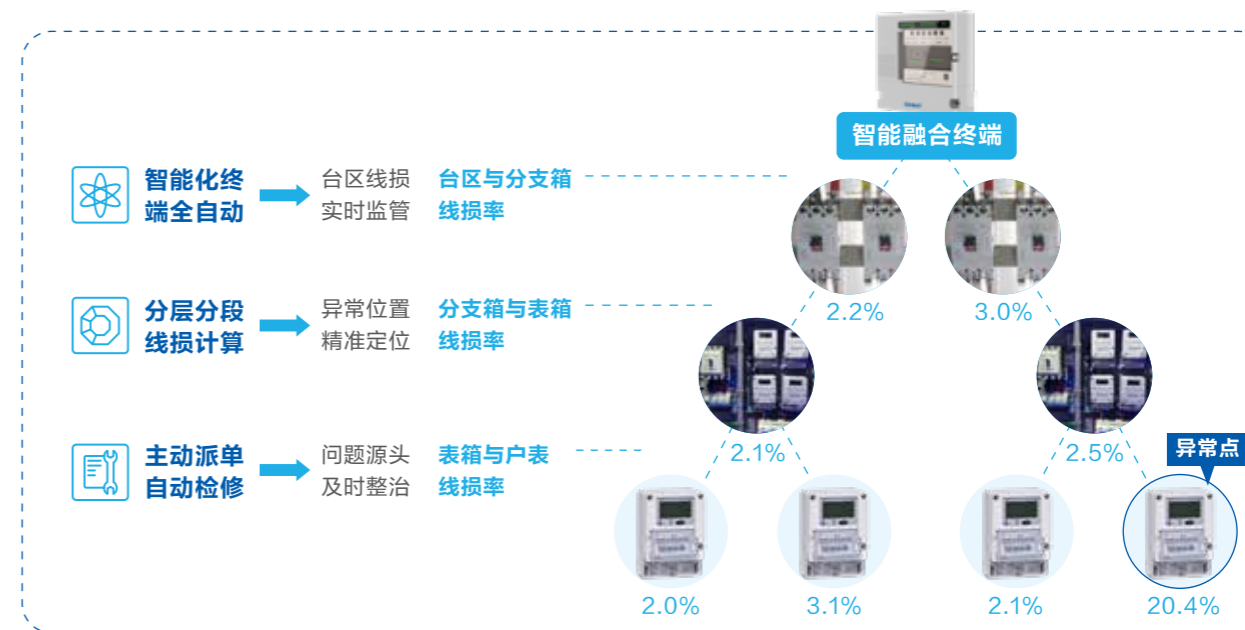 智能融合终端
智能化终
端全自动
台区线损
实时监管
台区与分支箱
线损率
2.2%
3.0%
分层分段
线损计算
异常位置
精准定位
分支箱与表箱
线损率
2.1%
2.5%
异常点
主动派单
自动检修
问题源头
及时整治
表箱与户表
线损率
2.0%
3.1%
2.1%
20.4%